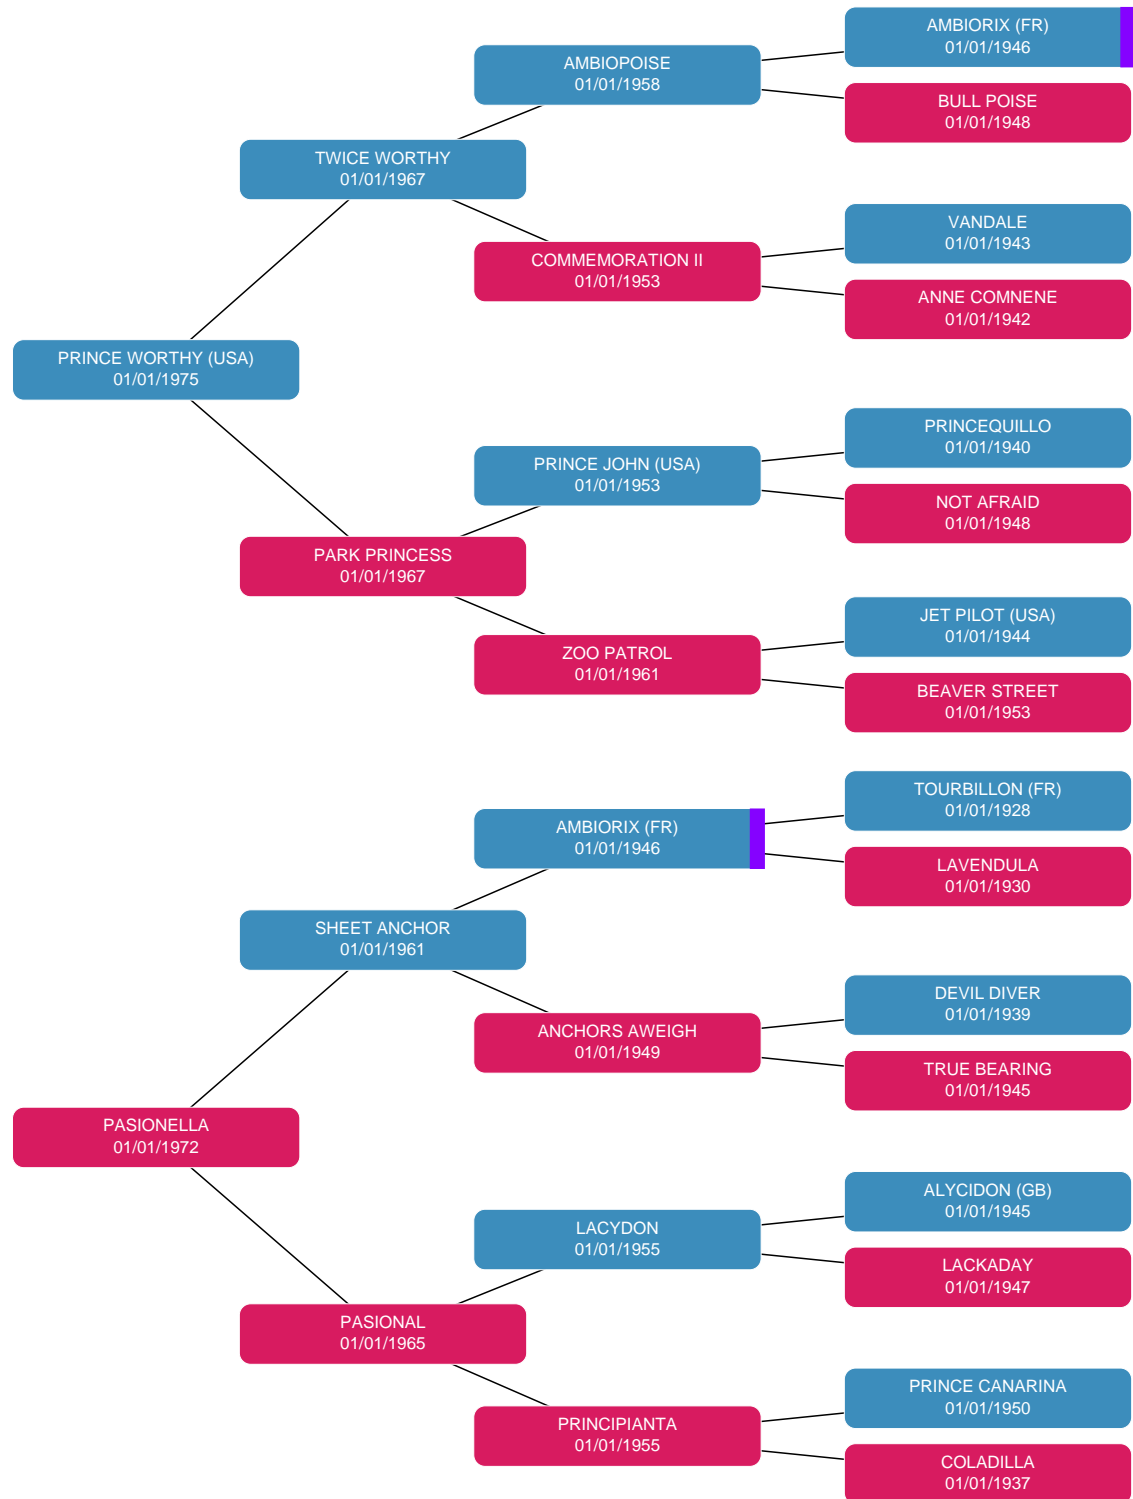 AMBIORIX (FR)
01/01/1946
AMBIOPOISE
01/01/1958
BULL POISE
01/01/1948
TWICE WORTHY
01/01/1967
VANDALE
01/01/1943
COMMEMORATION II
01/01/1953
ANNE COMNENE
01/01/1942
PRINCE WORTHY (USA)
01/01/1975
PRINCEQUILLO
01/01/1940
PRINCE JOHN (USA)
01/01/1953
NOT AFRAID
01/01/1948
PARK PRINCESS
01/01/1967
JET PILOT (USA)
01/01/1944
ZOO PATROL
01/01/1961
BEAVER STREET
01/01/1953
TOURBILLON (FR)
01/01/1928
AMBIORIX (FR)
01/01/1946
LAVENDULA
01/01/1930
SHEET ANCHOR
01/01/1961
DEVIL DIVER
01/01/1939
ANCHORS AWEIGH
01/01/1949
TRUE BEARING
01/01/1945
PASIONELLA
01/01/1972
ALYCIDON (GB)
01/01/1945
LACYDON
01/01/1955
LACKADAY
01/01/1947
PASIONAL
01/01/1965
PRINCE CANARINA
01/01/1950
PRINCIPIANTA
01/01/1955
COLADILLA
01/01/1937